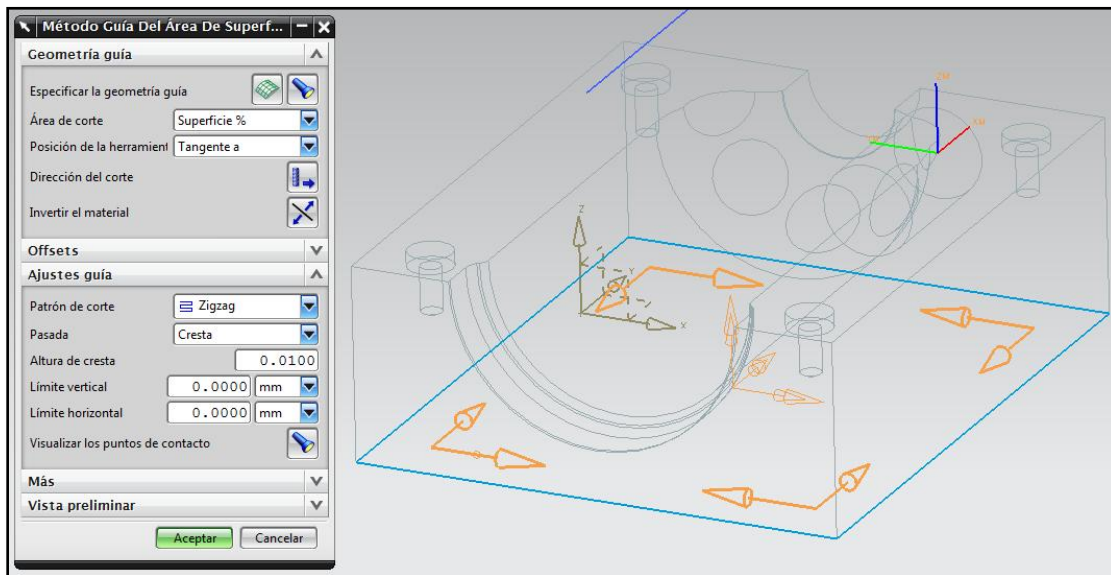 Método Guía Del Área De Superf...
Geometría guía
Especificar la geometría guía
Área de corte Superficie %
Posición de la herramient Tangente a
Dirección del corte
Invertir el material
Offsets
Ajustes guía
Patrón de corte Zigzag
Pasada Cresta
Altura de cresta 0.0100
Límite vertical 0.0000 mm
Límite horizontal 0.0000 mm
Visualizar los puntos de contacto
Más
Vista preliminar
Aceptar Cancelar
ZM
XM
YM
Z
Y
X